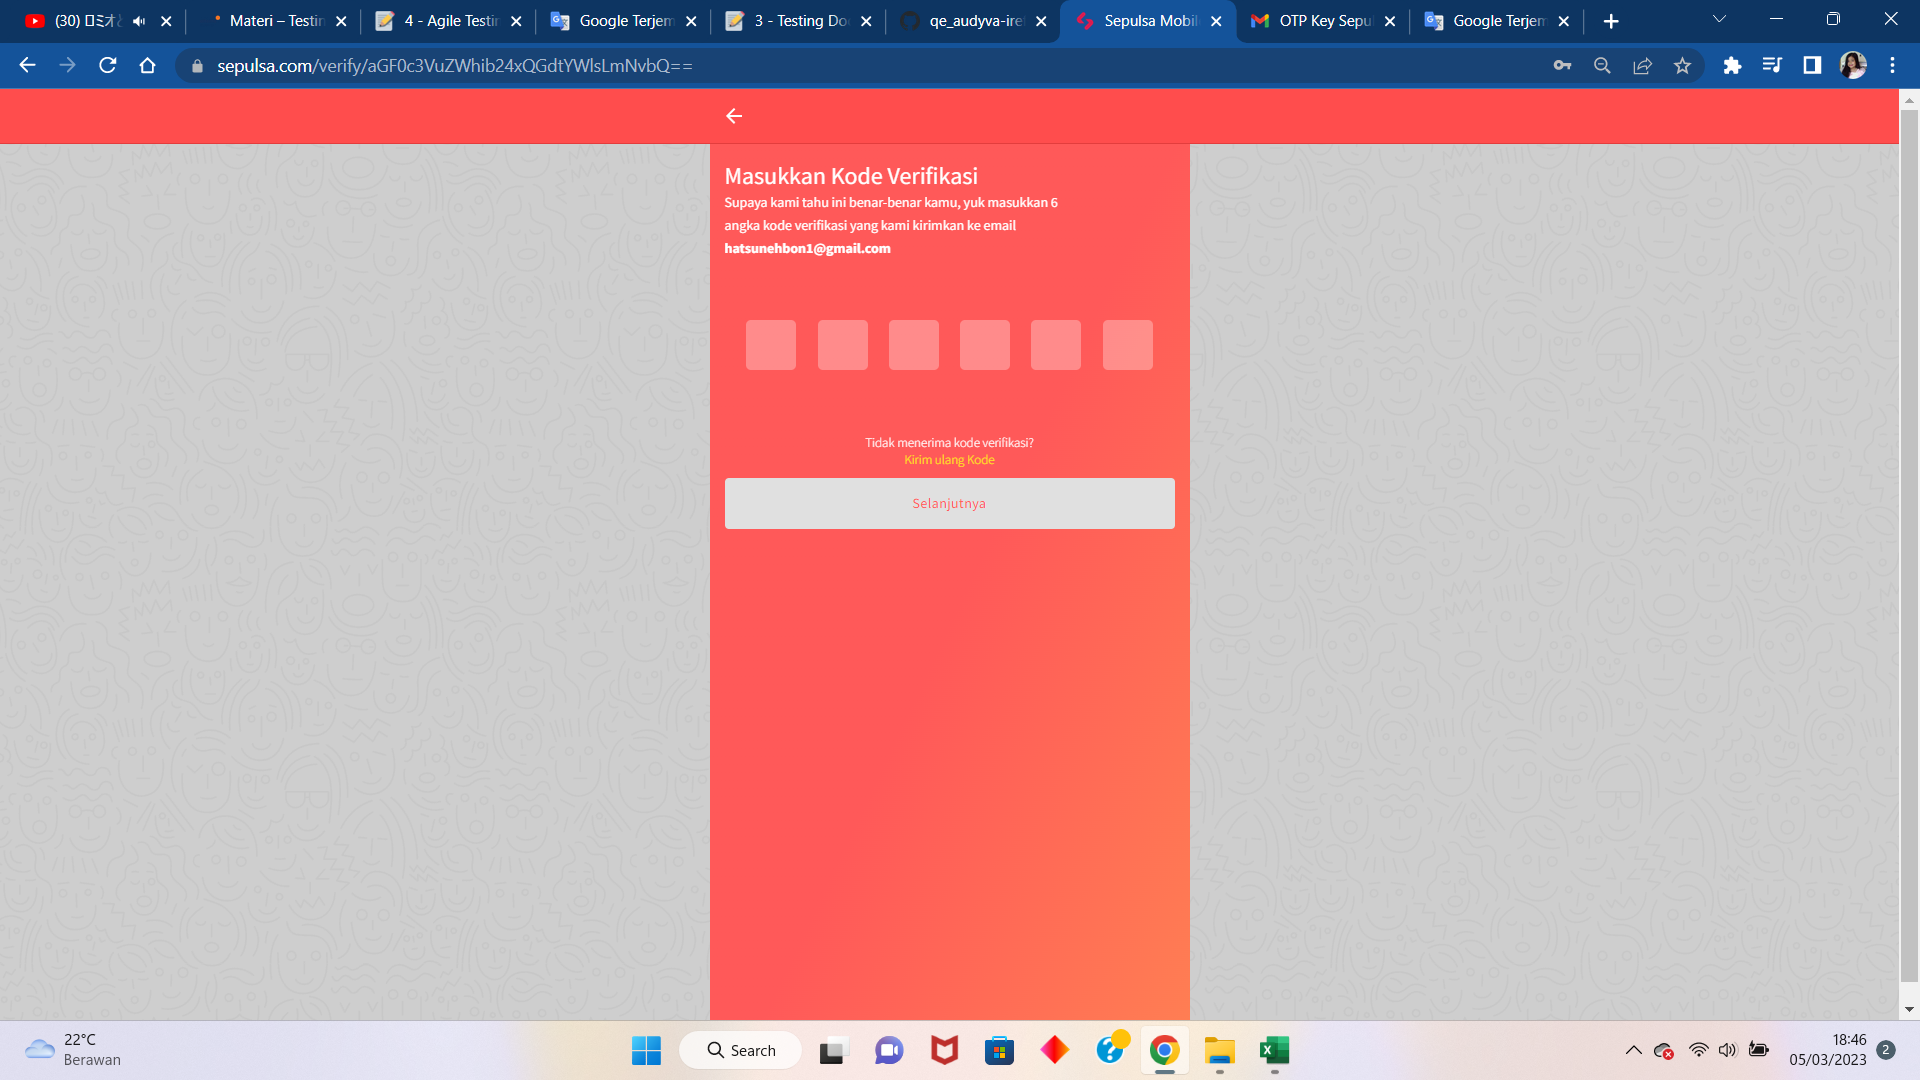 (30) ロミオと
Materi – Testin
4 - Agile Testin
Google Terjem
3 - Testing Do
qe_audyva-ire
Sepulsa Mobil
OTP Key Sepul
Google Terjem
sepulsa.com/verify/aGF0c3VuZWhib24xQGdtYWlsLmNvbQ==
Masukkan Kode Verifikasi
Supaya kami tahu ini benar-benar kamu, yuk masukkan 6
angka kode verifikasi yang kami kirimkan ke email
hatsunehbon1@gmail.com
Tidak menerima kode verifikasi?
Kirim ulang Kode
Selanjutnya
22°C
Berawan
Search
18:46
05/03/2023
2